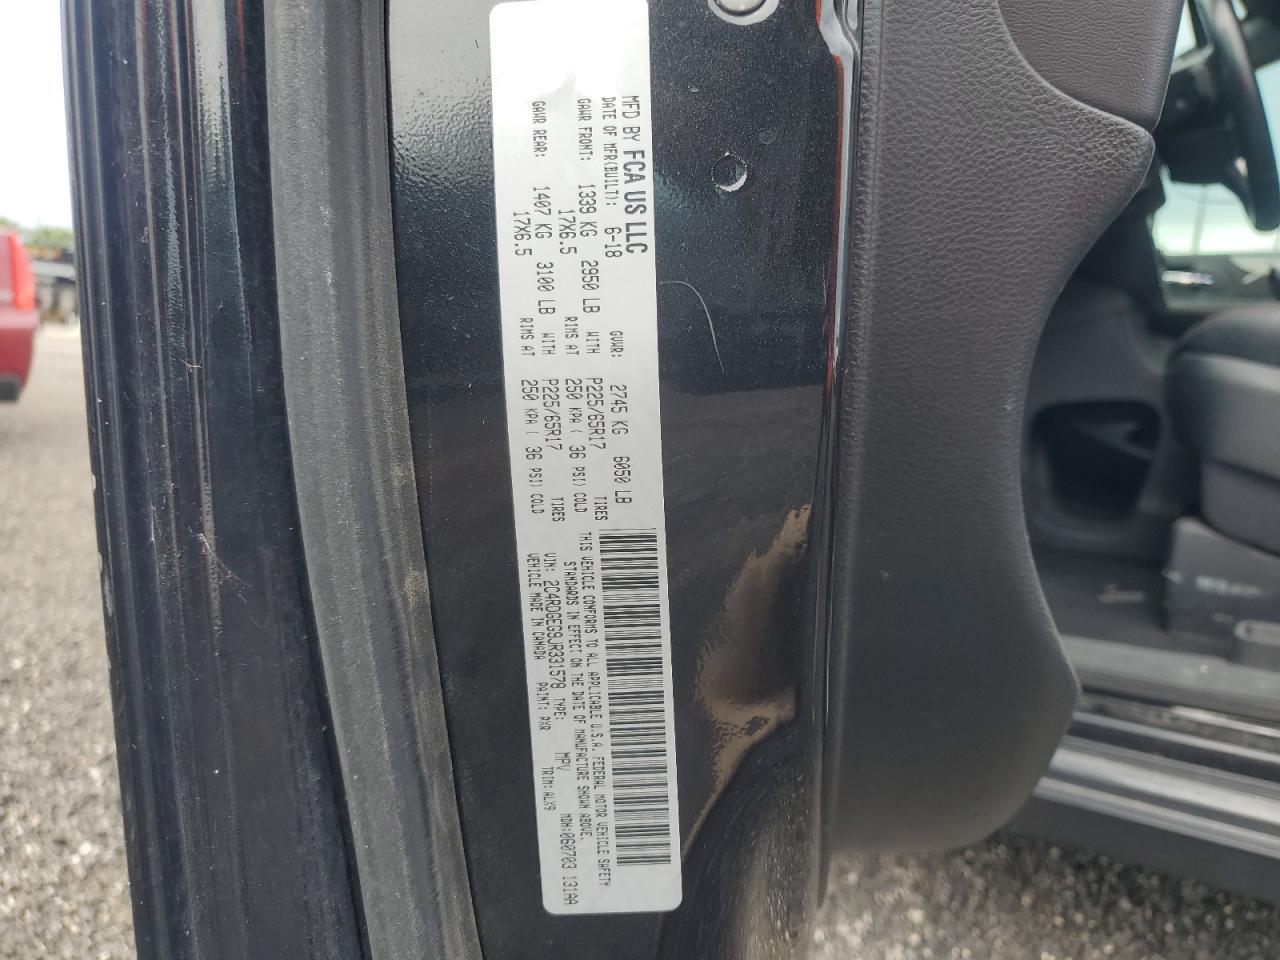 MFD BY FCA US LLC
DATE OF MFR(BUILT): 6-18 GVWR: 2745 KG 6050 LB
GAWR FRONT: 1339 KG 2950 LB WITH P225/65R17 TIRES
17X6.5 RIMS AT 250 KPA ( 36 PSI) COLD
GAWR REAR: 1407 KG 3100 LB WITH P225/65R17 TIRES
17X6.5 RIMS AT 250 KPA ( 36 PSI) COLD
THIS VEHICLE CONFORMS TO ALL APPLICABLE U.S.A. FEDERAL MOTOR VEHICLE SAFETY
STANDARDS IN EFFECT ON THE DATE OF MANUFACTURE SHOWN ABOVE.
VIN: 2C4RDGEG9JR331578 TYPE: MPV MDH:060703 131AA
VEHICLE MADE IN CANADA PAINT: PXR TRIM:ALX9